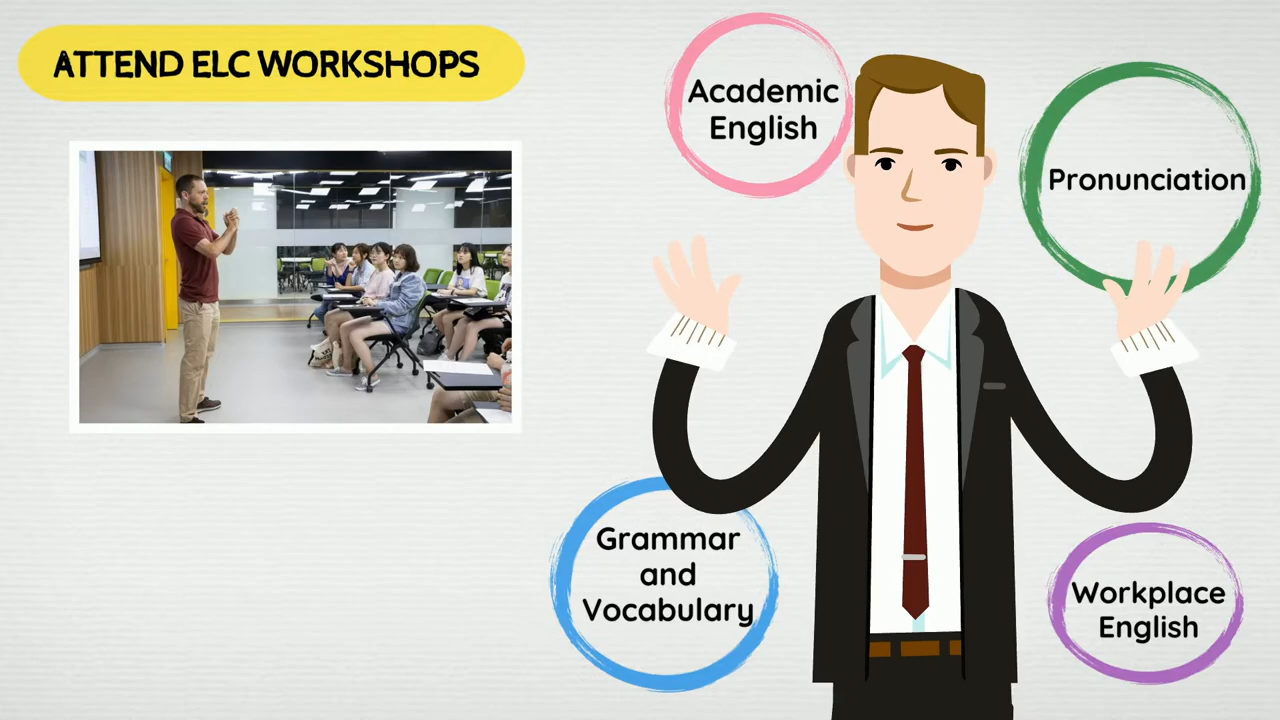 ATTEND ELC WORKSHOPS
Academic
English
Pronunciation
Grammar
and
Vocabulary
Workplace
English